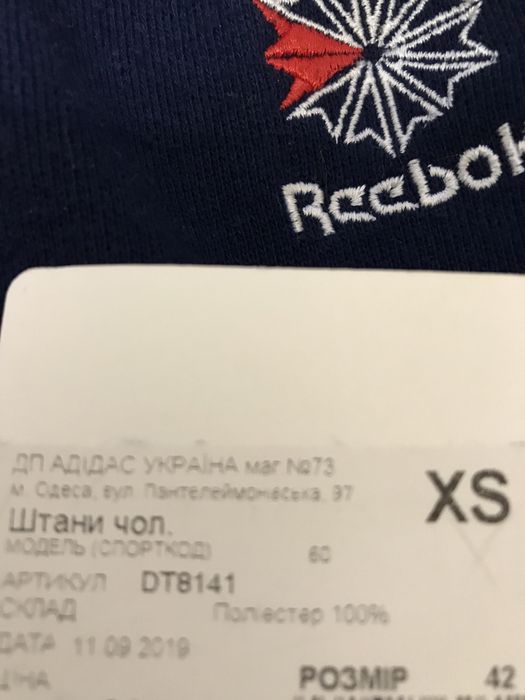 Reebok
ДП АДІДАС УКРАЇНА маг №73
м. Одеса, вул. Пантелеймонівська, 97
XS
Штани чол.
МОДЕЛЬ (СПОРТКОД) 60
АРТИКУЛ DT8141
СКЛАД Поліестер 100%
ДАТА 11 09 2019
ЦІНА РОЗМІР 42